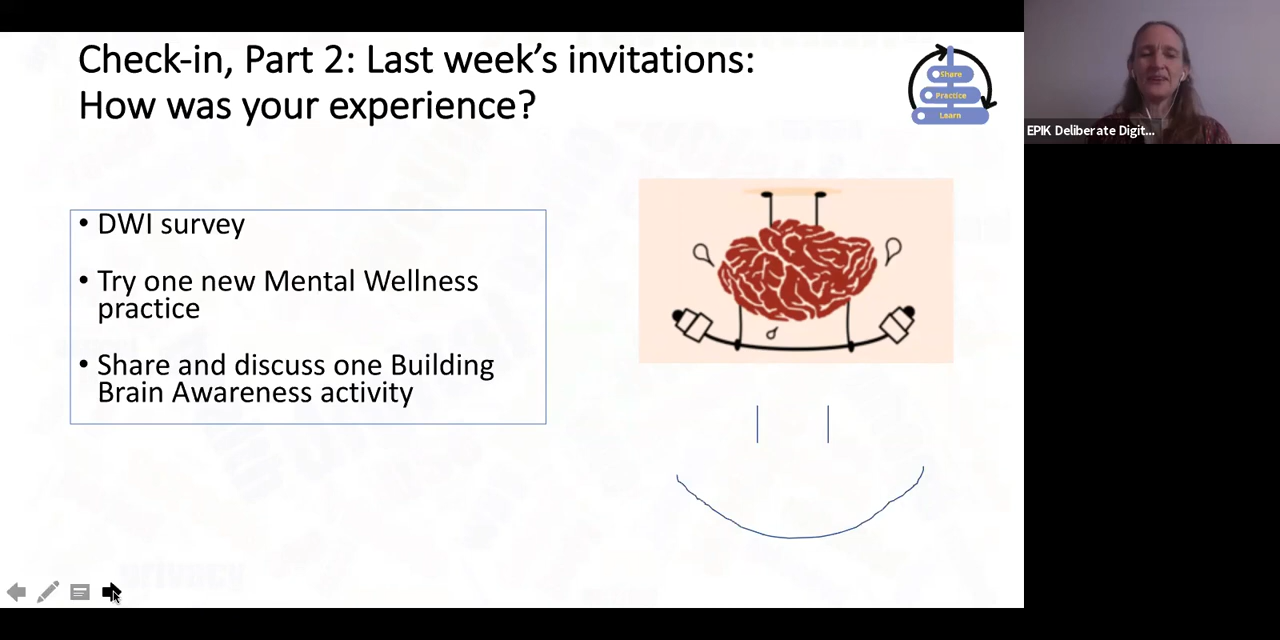 Check-in, Part 2: Last week's invitations:
How was your experience?
Share
Practice
Learn
EPIK Deliberate Digit...
• DWI survey
• Try one new Mental Wellness
practice
• Share and discuss one Building
Brain Awareness activity
privacy